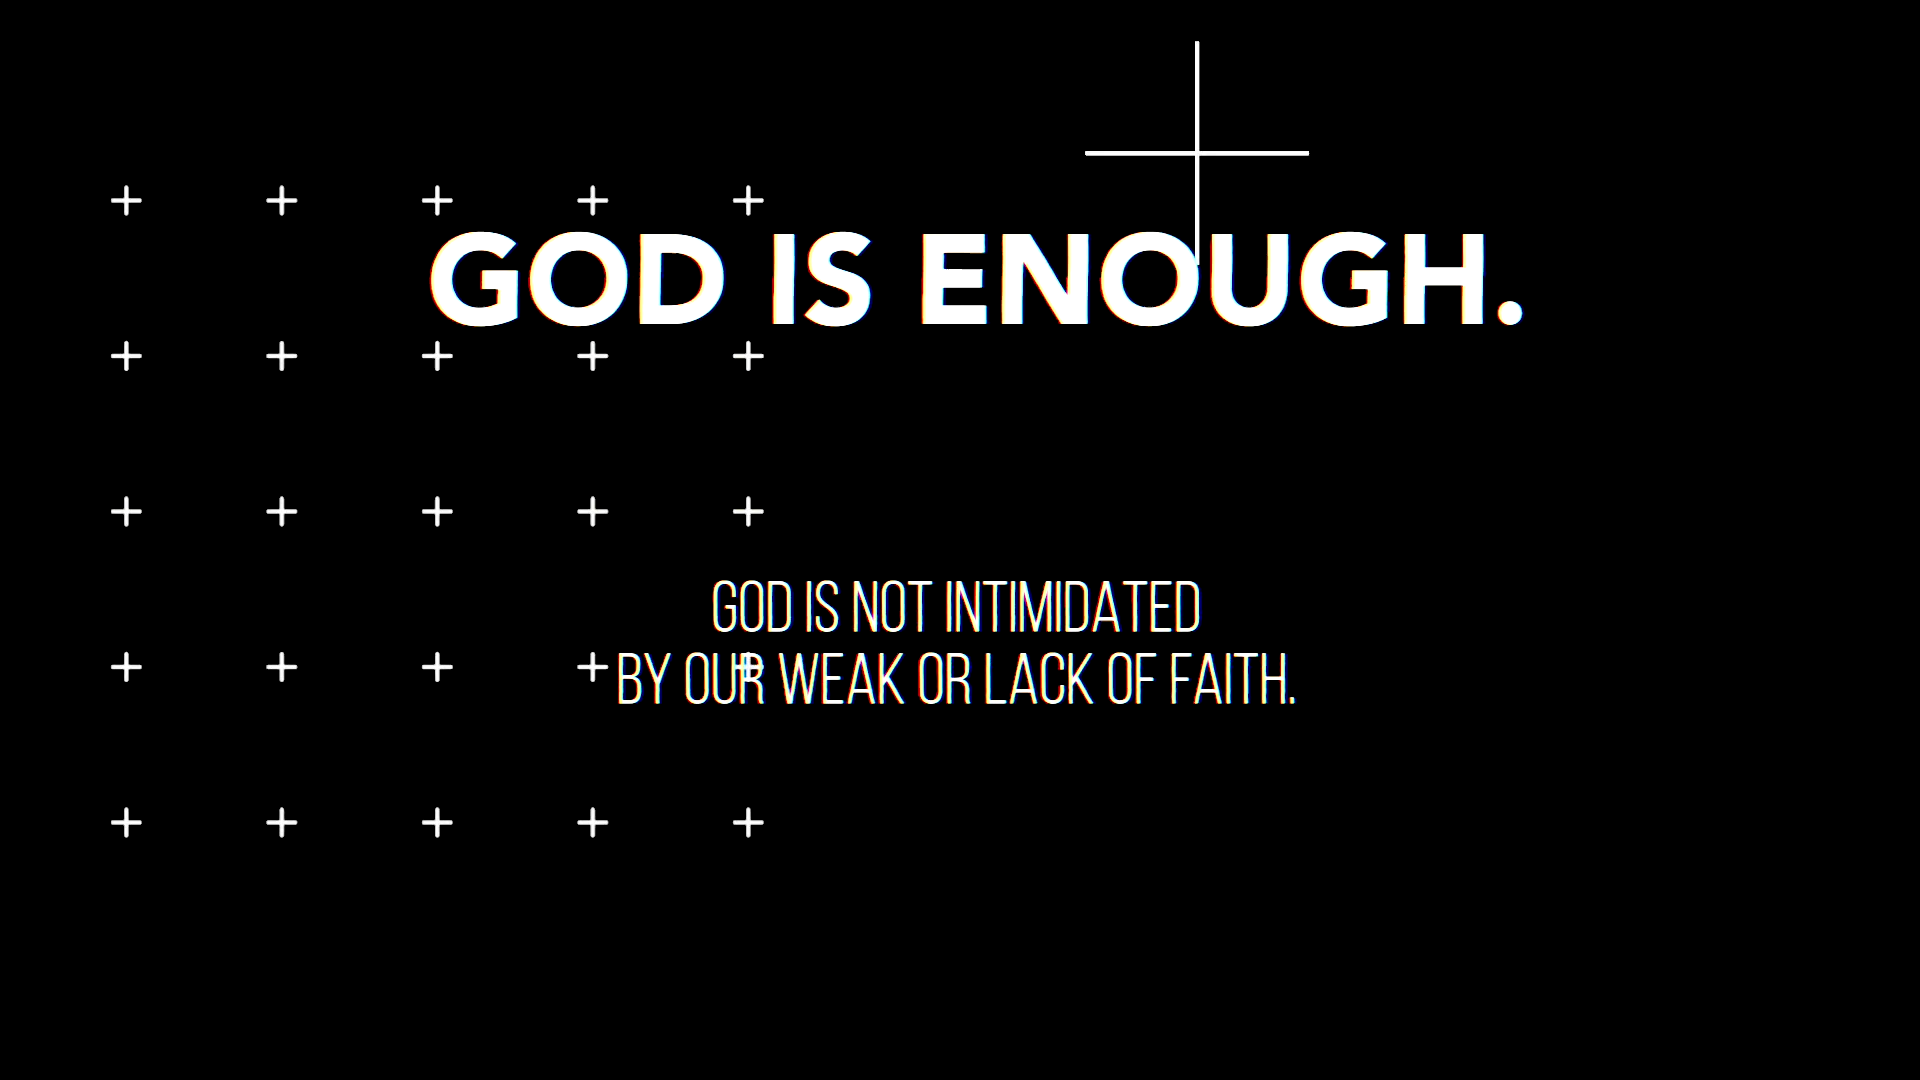 GOD IS ENOUGH.
GOD IS NOT INTIMIDATED
BY OUR WEAK OR LACK OF FAITH.